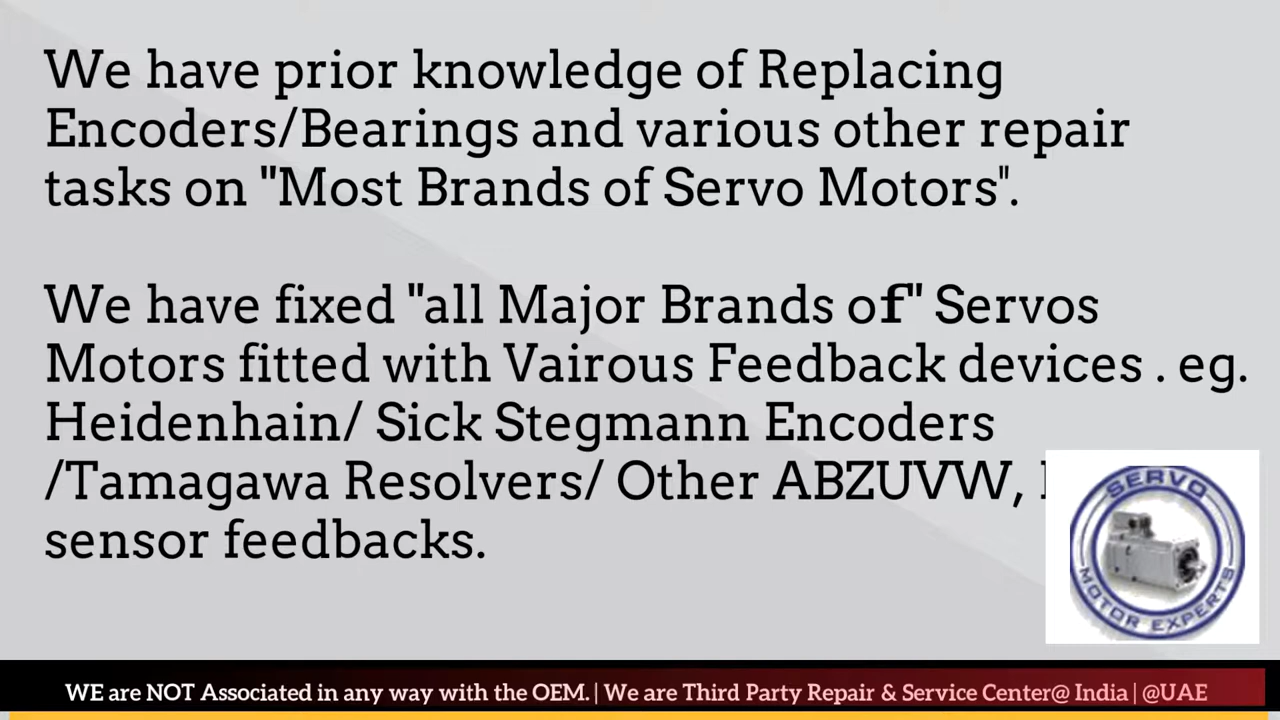 We have prior knowledge of Replacing
Encoders/Bearings and various other repair
tasks on "Most Brands of Servo Motors".
We have fixed "all Major Brands of" Servos
Motors fitted with Vairous Feedback devices . eg.
Heidenhain/ Sick Stegmann Encoders
/Tamagawa Resolvers/ Other ABZUVW,
sensor feedbacks.
SERVO
MOTOR EXPERTS
WE are NOT Associated in any way with the OEM. | We are Third Party Repair & Service Center@ India | @UAE